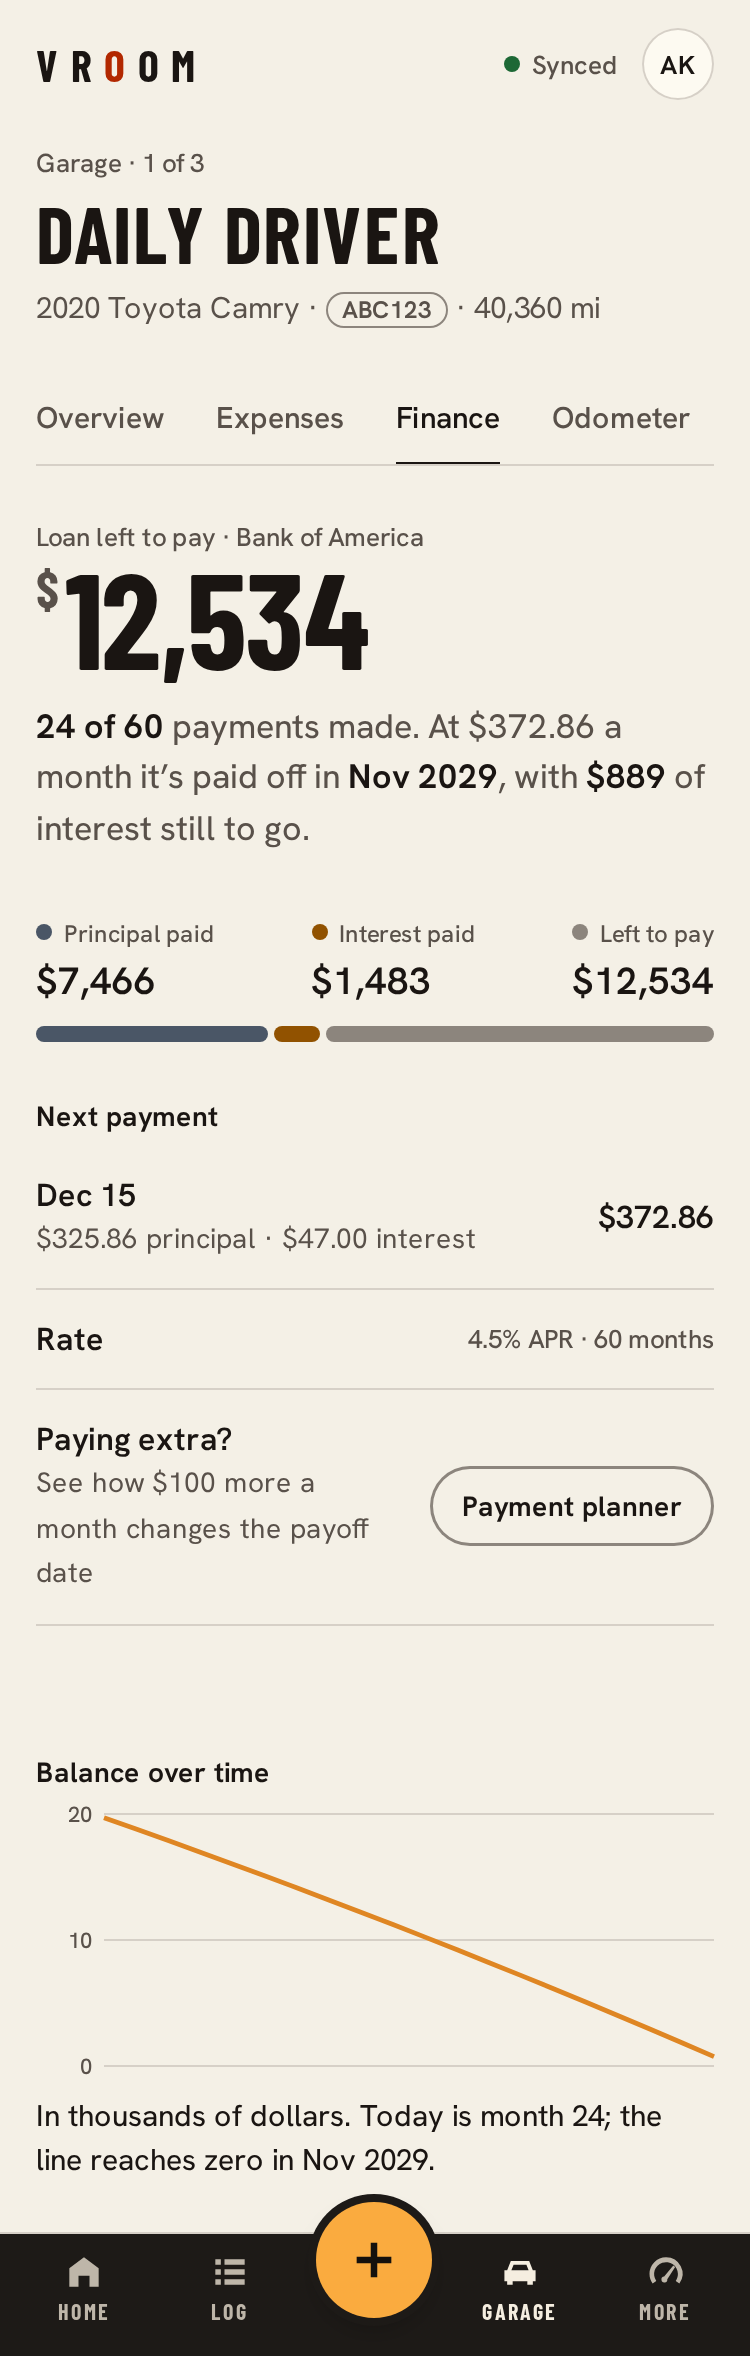 VROOM
Synced
AK
Garage · 1 of 3
DAILY DRIVER
2020 Toyota Camry · ABC123 · 40,360 mi
Overview Expenses Finance Odometer
Loan left to pay · Bank of America
$12,534
24 of 60 payments made. At $372.86 a
month it’s paid off in Nov 2029, with $889 of
interest still to go.
Principal paid Interest paid Left to pay
$7,466 $1,483 $12,534
Next payment
Dec 15
$325.86 principal · $47.00 interest
$372.86
Rate
4.5% APR · 60 months
Paying extra?
See how $100 more a
month changes the payoff
date
Payment planner
Balance over time
20
10
0
In thousands of dollars. Today is month 24; the
line reaches zero in Nov 2029.
+
HOME LOG GARAGE MORE